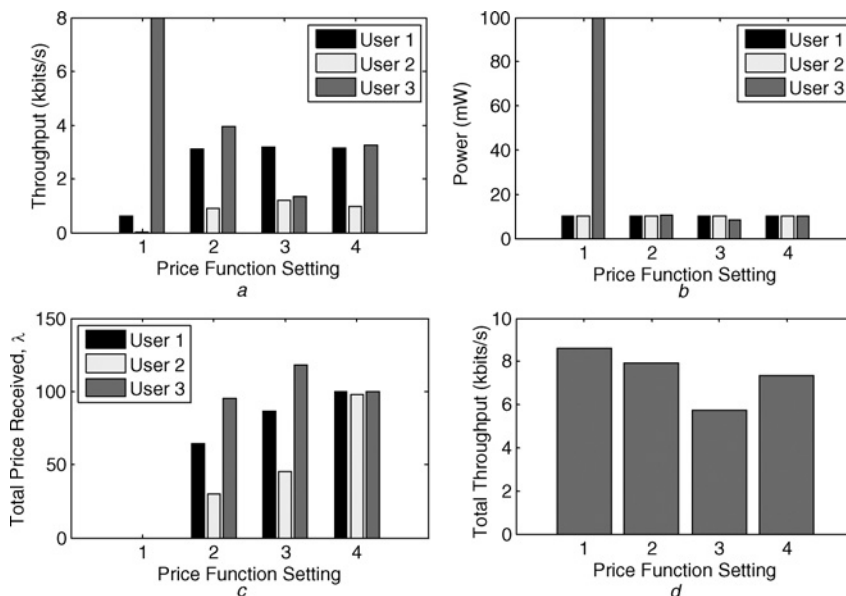 Throughput (kbits/s)
8
6
4
2
0
User 1
User 2
User 3
1 2 3 4
Price Function Setting
a
Power (mW)
100
80
60
40
20
0
User 1
User 2
User 3
1 2 3 4
Price Function Setting
b
Total Price Received, λ
150
100
50
0
User 1
User 2
User 3
1 2 3 4
Price Function Setting
c
Total Throughput (kbits/s)
10
8
6
4
2
0
1 2 3 4
Price Function Setting
d